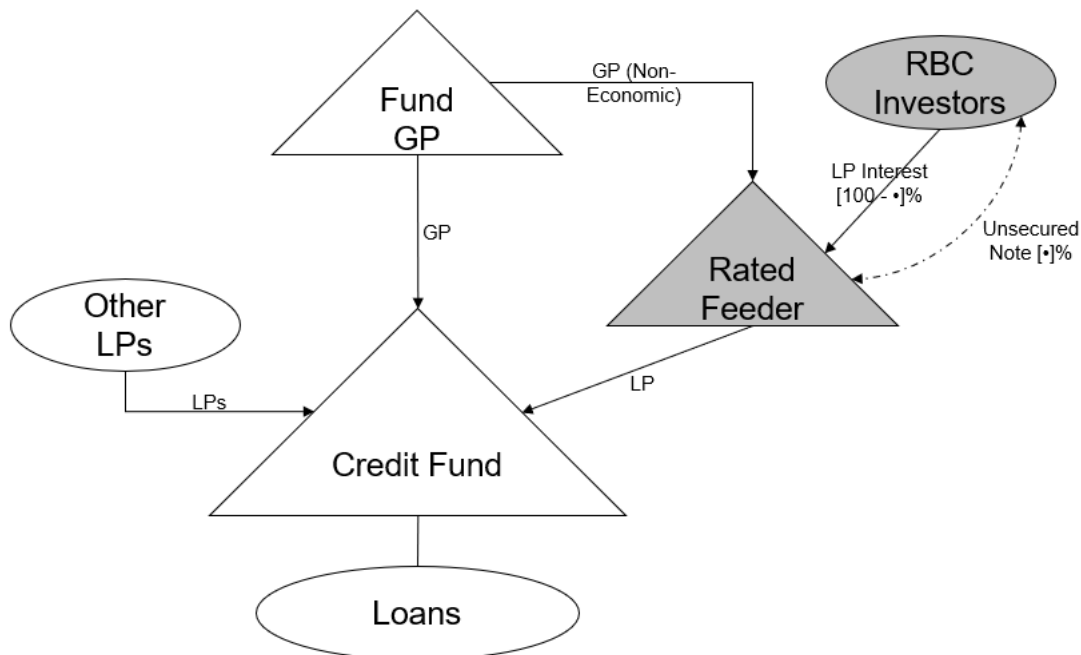 Fund
GP
GP (Non-
Economic)
RBC
Investors
LP Interest
[100 - •]%
Unsecured
Note [•]%
GP
Rated
Feeder
Other
LPs
LP
LPs
Credit Fund
Loans